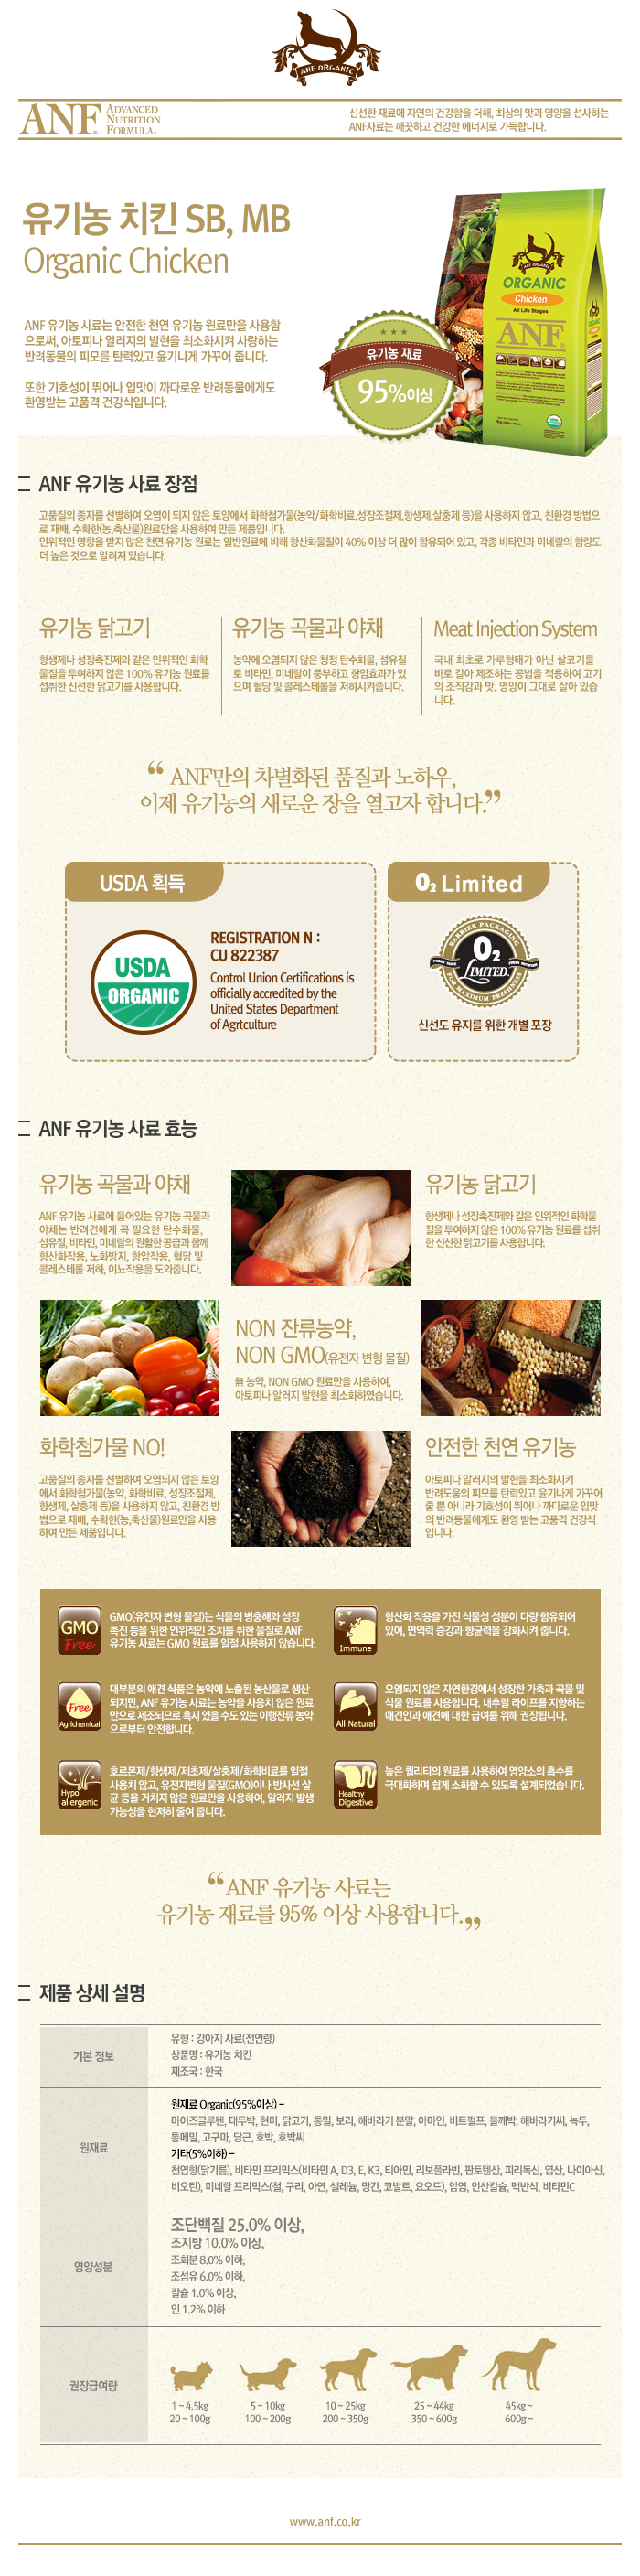 ANF ORGANIC
ANF ADVANCED
NUTRITION
FORMULA.
신선한 재료에 자연의 건강함을 더해, 최상의 맛과 영양을 선사하는
ANF사료는 깨끗하고 건강한 에너지로 가득합니다.
유기농 치킨 SB, MB
Organic Chicken
ANF 유기농 사료는 안전한 천연 유기농 원료만을 사용함
으로써, 아토피나 알러지의 발현을 최소화시켜 사랑하는
반려동물의 피모를 탄력있고 윤기나게 가꾸어 줍니다.
또한 기호성이 뛰어나 입맛이 까다로운 반려동물에게도
환영받는 고품격 건강식입니다.
유기농 재료
95%이상
ANF ORGANIC
ORGANIC
Chicken
All Life Stages
ANF
ANF 유기농 사료 장점
고품질의 종자를 선별하여 오염이 되지 않은 토양에서 화학첨가물(농약/화학비료,성장조절제,항생제,살충제 등)을 사용하지 않고, 친환경 방법으
로 재배, 수확한(농,축산물)원료만을 사용하여 만든 제품입니다.
인위적인 영향을 받지 않은 천연 유기농 원료는 일반원료에 비해 항산화물질이 40% 이상 더 많이 함유되어 있고, 각종 비타민과 미네랄의 함량도
더 높은 것으로 알려져 있습니다.
유기농 닭고기
항생제나 성장촉진제와 같은 인위적인 화학
물질을 투여하지 않은 100% 유기농 원료를
섭취한 신선한 닭고기를 사용합니다.
유기농 곡물과 야채
농약에 오염되지 않은 청정 탄수화물, 섬유질
로 비타민, 미네랄이 풍부하고 항암효과가 있
으며 혈당 및 콜레스테롤을 저하시켜줍니다.
Meat Injection System
국내 최초로 가루형태가 아닌 살코기를
바로 갈아 제조하는 공법을 적용하여 고기
의 조직감과 맛, 영양이 그대로 살아 있습
니다.
“ ANF만의 차별화된 품질과 노하우,
이제 유기농의 새로운 장을 열고자 합니다.”
USDA 획득
USDA
ORGANIC
REGISTRATION N :
CU 822387
Control Union Certifications is
officially accredited by the
United States Department
of Agrtculture
O2 Limited
BARRIER PACKAGING
O2
LIMITED.
MAXIMUM FRESHNESS
신선도 유지를 위한 개별 포장
ANF 유기농 사료 효능
유기농 곡물과 야채
ANF 유기농 사료에 들어있는 유기농 곡물과
야채는 반려견에게 꼭 필요한 탄수화물,
섬유질, 비타민, 미네랄의 원활한 공급과 함께
항산화작용, 노화방지, 항암작용, 혈당 및
콜레스테롤 저하, 이뇨작용을 도와줍니다.
유기농 닭고기
항생제나 성장촉진제와 같은 인위적인 화학물
질을 투여하지 않은 100% 유기농 원료를 섭취
한 신선한 닭고기를 사용합니다.
NON 잔류농약,
NON GMO(유전자 변형 물질)
無 농약, NON GMO 원료만을 사용하여,
아토피나 알러지 발현을 최소화하였습니다.
화학첨가물 NO!
고품질의 종자를 선별하여 오염되지 않은 토양
에서 화학첨가물(농약, 화학비료, 성장조절제,
항생제, 살충제 등)을 사용하지 않고, 친환경 방
법으로 재배, 수확한(농,축산물)원료만을 사용
하여 만든 제품입니다.
안전한 천연 유기농
아토피나 알러지의 발현을 최소화시켜
반려도움의 피모를 탄력있고 윤기나게 가꾸어
줄 뿐 아니라 기호성이 뛰어나 까다로운 입맛
의 반려동물에게도 환영 받는 고품격 건강식
입니다.
GMO
Free
GMO(유전자 변형 물질)는 식물의 병충해와 성장
촉진 등을 위한 인위적인 조치를 취한 물질로 ANF
유기농 사료는 GMO 원료를 일절 사용하지 않습니다.
Immune
항산화 작용을 가진 식물성 성분이 다량 함유되어
있어, 면역력 증강과 항균력을 강화시켜 줍니다.
Free
Agrichemical
대부분의 애견 식품은 농약에 노출된 농산물로 생산
되지만, ANF 유기농 사료는 농약을 사용치 않은 원료
만으로 제조되므로 혹시 있을 수도 있는 이행잔류 농약
으로부터 안전합니다.
All Natural
오염되지 않은 자연환경에서 성장한 가축과 곡물 및
식물 원료를 사용합니다. 내추럴 라이프를 지향하는
애견인과 애견에 대한 급여를 위해 권장됩니다.
Hypo
allergenic
호르몬제/항생제/제초제/살충제/화학비료를 일절
사용치 않고, 유전자변형 물질(GMO)이나 방사선 살
균 등을 거치지 않은 원료만을 사용하여, 알러지 발생
가능성을 현저히 줄여 줍니다.
Healthy
Digestive
높은 퀄리티의 원료를 사용하여 영양소의 흡수를
극대화하며 쉽게 소화할 수 있도록 설계되었습니다.
“ANF 유기농 사료는
유기농 재료를 95% 이상 사용합니다.”
제품 상세 설명
기본 정보
유형 : 강아지 사료(전연령)
상품명 : 유기농 치킨
제조국 : 한국
원재료
원재료 Organic(95%이상) -
마이즈글루텐, 대두박, 현미, 닭고기, 통밀, 보리, 해바라기 분말, 아마인, 비트펄프, 들깨박, 해바라기씨, 녹두,
통메밀, 고구마, 당근, 호박, 호박씨
기타(5%이하) -
천연향(닭기름), 비타민 프리믹스(비타민 A, D3, E, K3, 티아민, 리보플라빈, 판토텐산, 피리독신, 엽산, 나이아신,
비오틴), 미네랄 프리믹스(철, 구리, 아연, 셀레늄, 망간, 코발트, 요오드), 암염, 인산칼슘, 맥반석, 비타민C
영양성분
조단백질 25.0% 이상,
조지방 10.0% 이상,
조회분 8.0% 이하,
조섬유 6.0% 이하,
칼슘 1.0% 이상,
인 1.2% 이하
권장급여량
1 ~ 4.5kg
20 ~ 100g
5 ~ 10kg
100 ~ 200g
10 ~ 25kg
200 ~ 350g
25 ~ 44kg
350 ~ 600g
45kg ~
600g ~
www.anf.co.kr